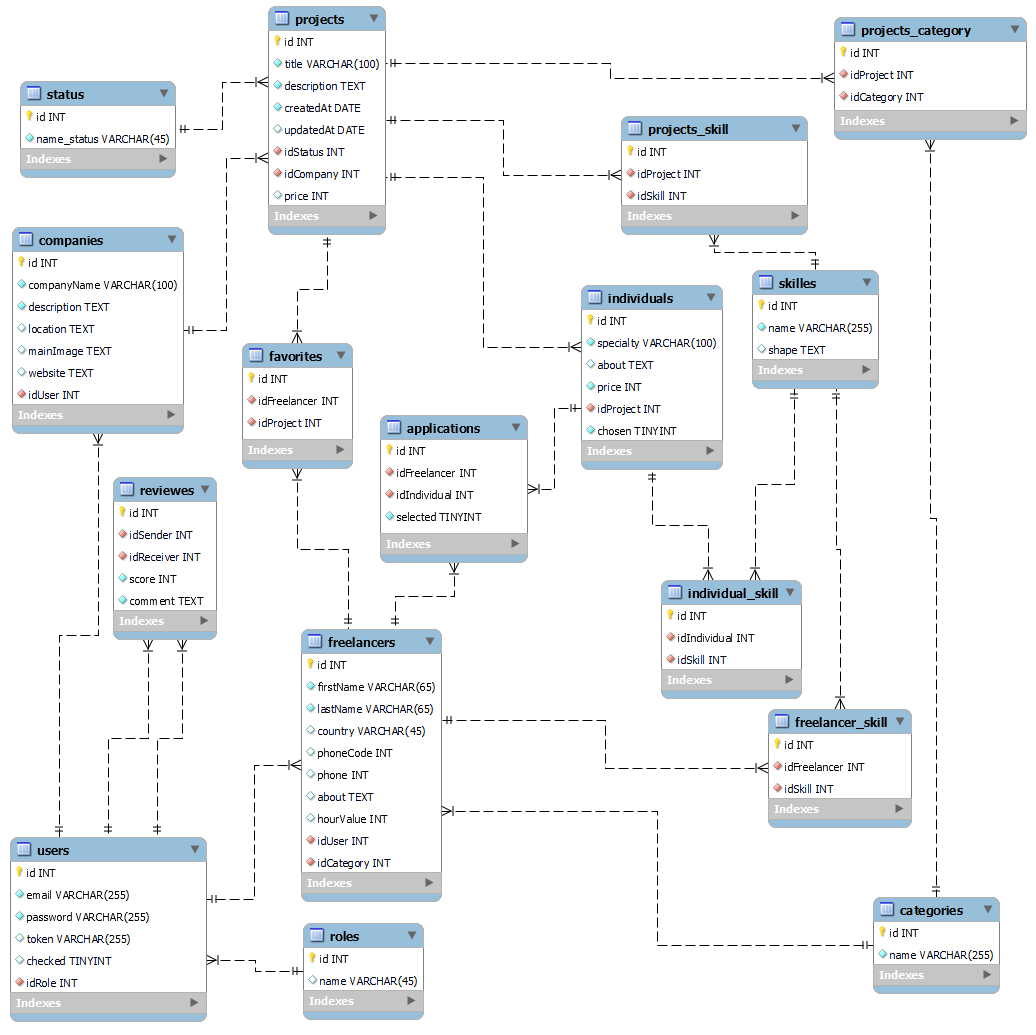 projects
id INT
title VARCHAR(100)
description TEXT
createdAt DATE
updatedAt DATE
idStatus INT
idCompany INT
price INT
Indexes
projects_category
id INT
idProject INT
idCategory INT
Indexes
status
id INT
name_status VARCHAR(45)
Indexes
projects_skill
id INT
idProject INT
idSkill INT
Indexes
companies
id INT
companyName VARCHAR(100)
description TEXT
location TEXT
mainImage TEXT
website TEXT
idUser INT
Indexes
skilles
id INT
name VARCHAR(255)
shape TEXT
Indexes
individuals
id INT
specialty VARCHAR(100)
about TEXT
price INT
idProject INT
chosen TINYINT
Indexes
favorites
id INT
idFreelancer INT
idProject INT
Indexes
applications
id INT
idFreelancer INT
idIndividual INT
selected TINYINT
Indexes
reviewes
id INT
idSender INT
idReceiver INT
score INT
comment TEXT
Indexes
individual_skill
id INT
idIndividual INT
idSkill INT
Indexes
freelancers
id INT
firstName VARCHAR(65)
lastName VARCHAR(65)
country VARCHAR(45)
phoneCode INT
phone INT
about TEXT
hourValue INT
idUser INT
idCategory INT
Indexes
freelancer_skill
id INT
idFreelancer INT
idSkill INT
Indexes
users
id INT
email VARCHAR(255)
password VARCHAR(255)
token VARCHAR(255)
checked TINYINT
idRole INT
Indexes
roles
id INT
name VARCHAR(45)
Indexes
categories
id INT
name VARCHAR(255)
Indexes